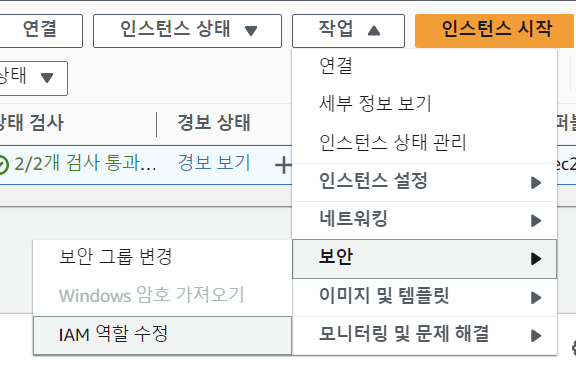 연결
인스턴스 상태
작업
인스턴스 시작
상태
연결
세부 정보 보기
상태 검사
경보 상태
인스턴스 상태 관리
2/2개 검사 통과...
경보 보기
인스턴스 설정
네트워킹
보안
보안 그룹 변경
Windows 암호 가져오기
이미지 및 템플릿
IAM 역할 수정
모니터링 및 문제 해결